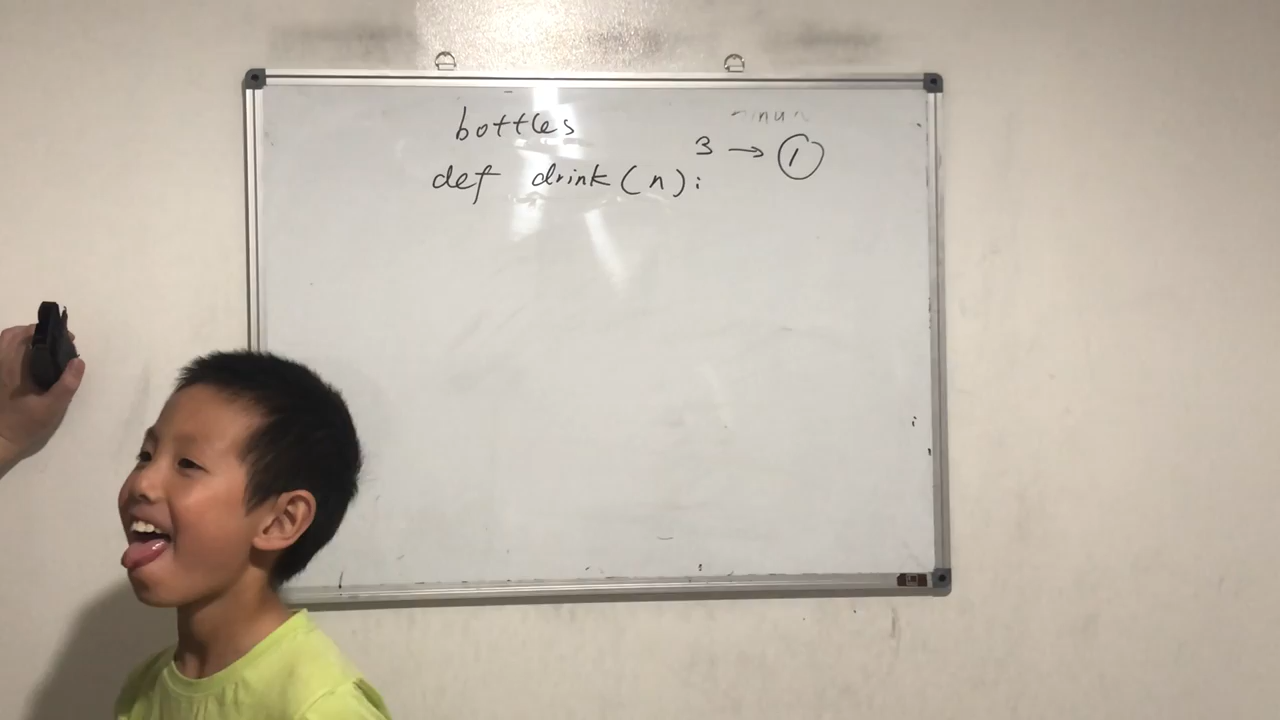 bottles
3 → 1
def drink(n):